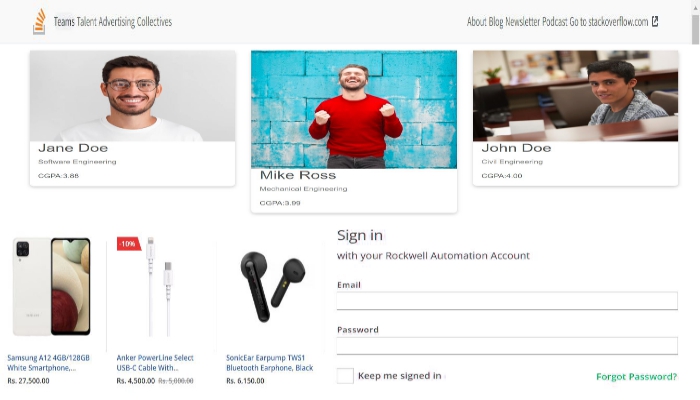 Teams Talent Advertising Collectives
About Blog Newsletter Podcast Go to stackoverflow.com
Jane Doe
Software Engineering
CGPA:3.88
Mike Ross
Mechanical Engineering
CGPA:3.99
John Doe
Civil Engineering
CGPA:4.00
-10%
Samsung A12 4GB/128GB
White Smartphone,...
Rs. 27,500.00
Anker PowerLine Select
USB-C Cable With...
Rs. 4,500.00 Rs. 5,000.00
SonicEar Earpump TWS1
Bluetooth Earphone, Black
Rs. 6,150.00
Sign in
with your Rockwell Automation Account
Email
Password
Keep me signed in
Forgot Password?